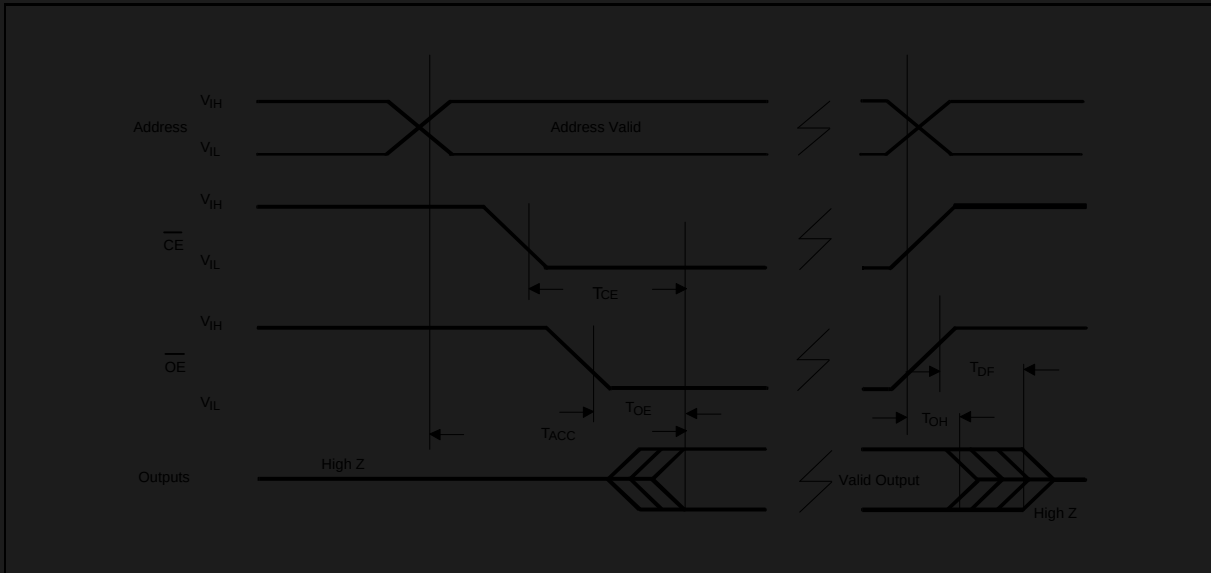 VIH
Address
Address Valid
VIL
VIH
CE
VIL
TCE
VIH
OE
TDF
VIL
TOE
TOH
TACC
High Z
Outputs
Valid Output
High Z